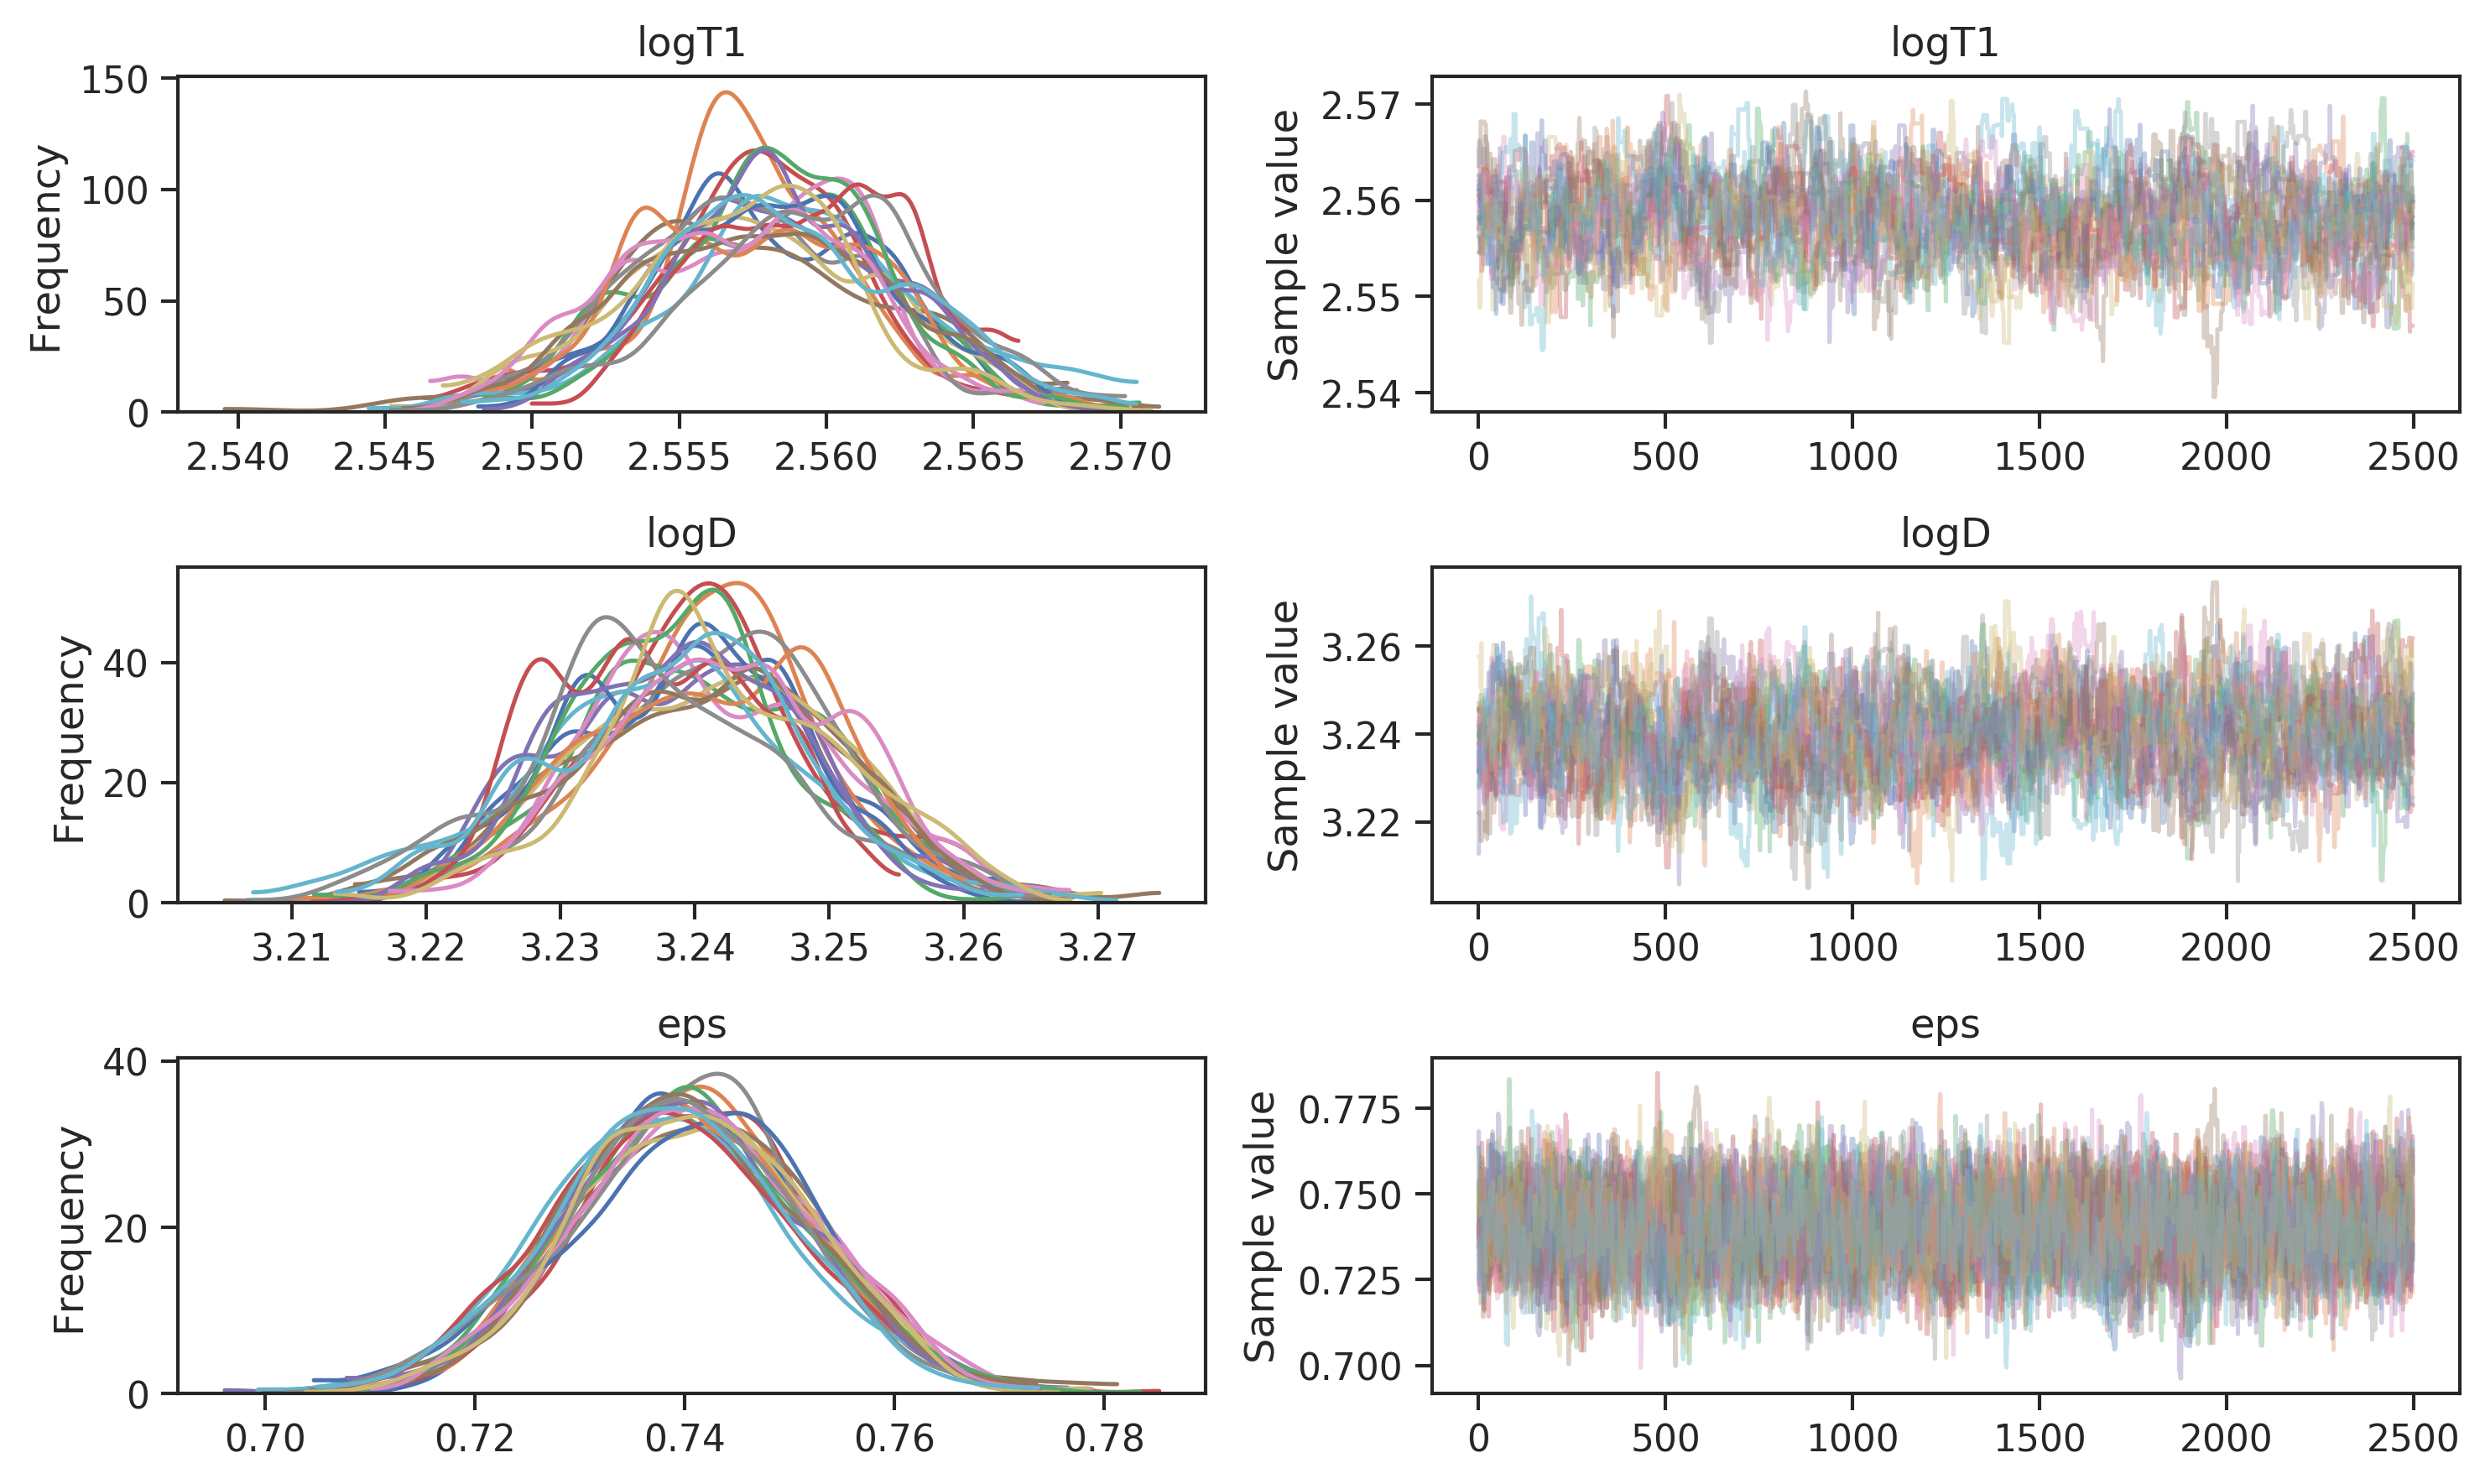 logT1
Frequency
150
100
50
0
2.540 2.545 2.550 2.555 2.560 2.565 2.570
logT1
Sample value
2.57
2.56
2.55
2.54
0 500 1000 1500 2000 2500
logD
Frequency
40
20
0
3.21 3.22 3.23 3.24 3.25 3.26 3.27
logD
Sample value
3.26
3.24
3.22
0 500 1000 1500 2000 2500
eps
Frequency
40
20
0
0.70 0.72 0.74 0.76 0.78
eps
Sample value
0.775
0.750
0.725
0.700
0 500 1000 1500 2000 2500